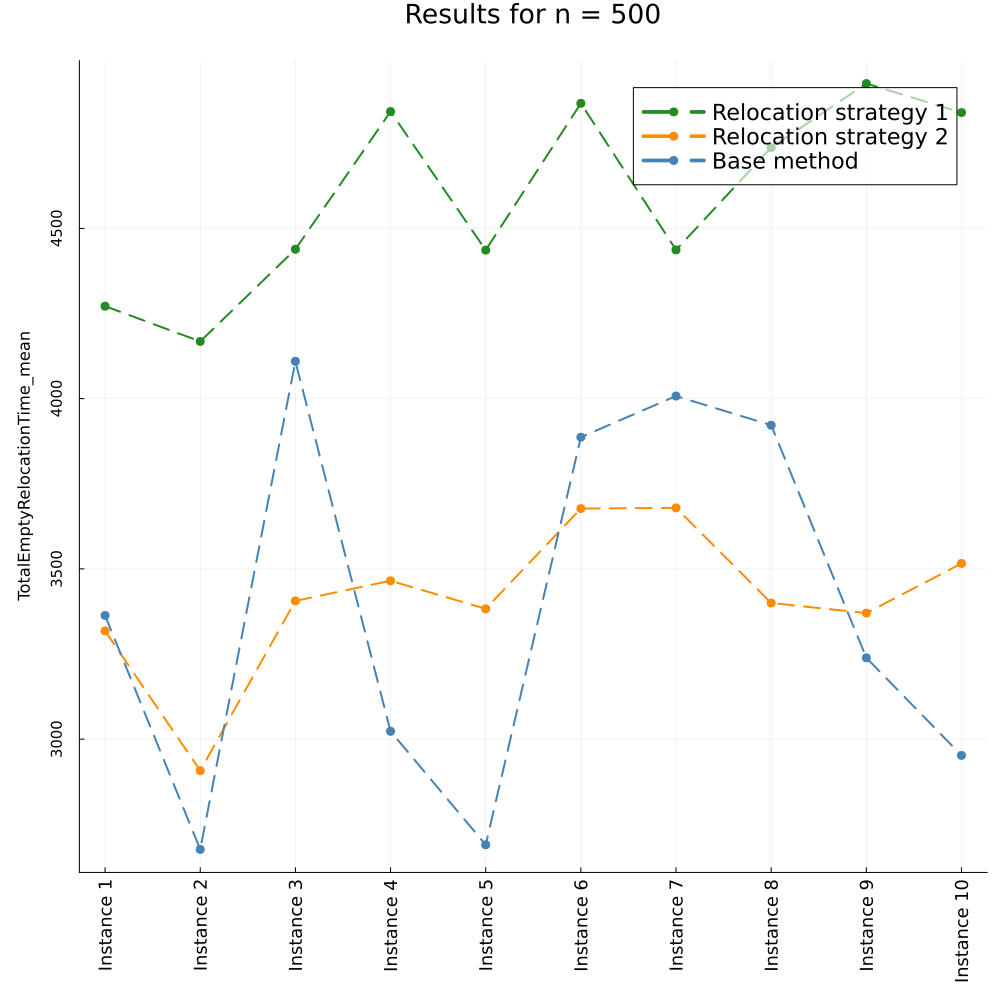 Results for n = 500
Relocation strategy 1
Relocation strategy 2
Base method
TotalEmptyRelocationTime_mean
4500
4000
3500
3000
Instance 1
Instance 2
Instance 3
Instance 4
Instance 5
Instance 6
Instance 7
Instance 8
Instance 9
Instance 10